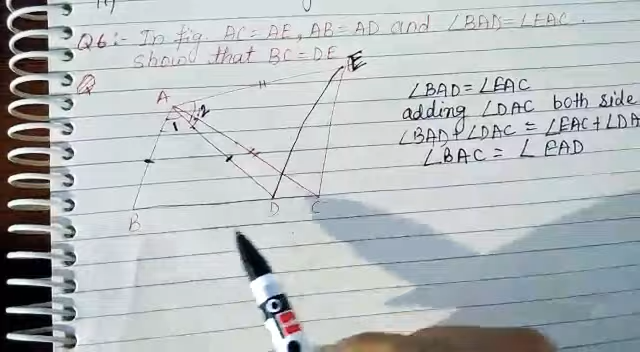 Q6:- In fig. AC = AE, AB = AD and ∠BAD = ∠EAC.
show that BC = DE
A
E
1
2
B
D
C
∠BAD = ∠EAC
adding ∠DAC both side
∠BAD + ∠DAC = ∠EAC + ∠DA
∠BAC = ∠EAD